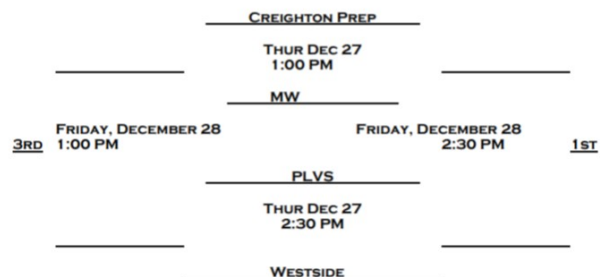 Creighton Prep
Thur Dec 27
1:00 PM
MW
Friday, December 28
1:00 PM
3rd
Friday, December 28
2:30 PM
1st
PLVS
Thur Dec 27
2:30 PM
Westside